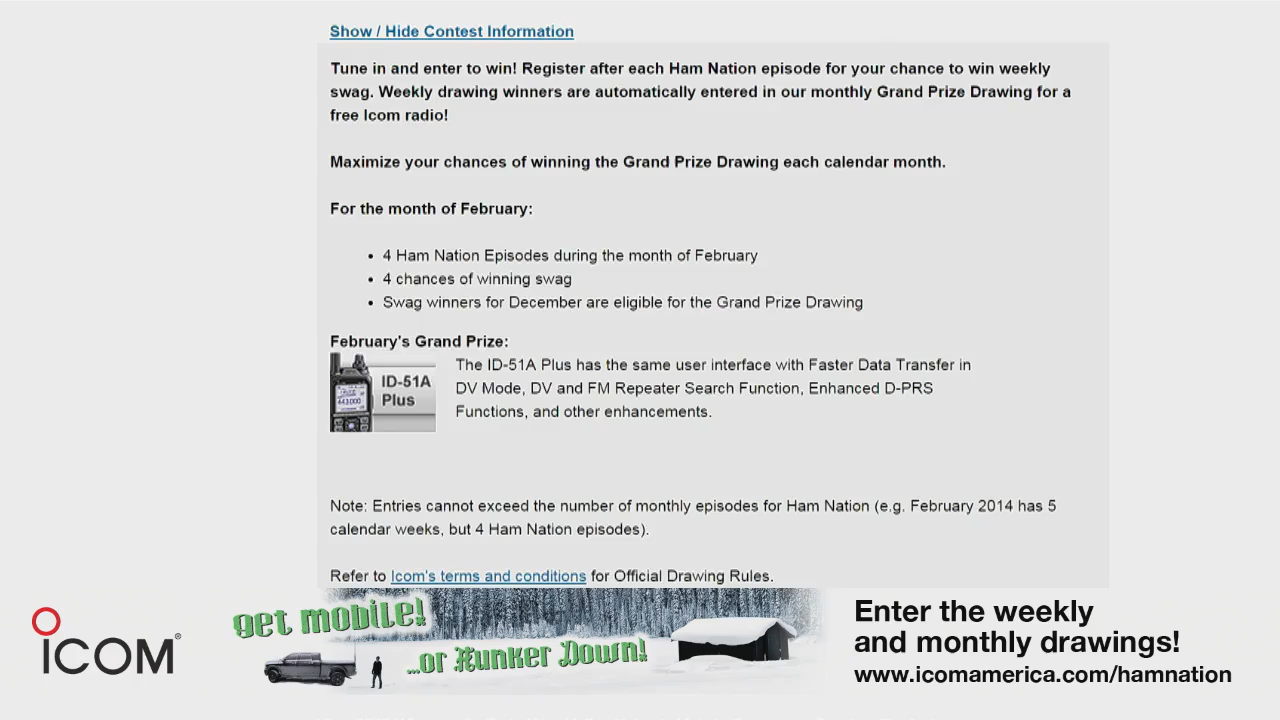 Show / Hide Contest Information
Tune in and enter to win! Register after each Ham Nation episode for your chance to win weekly
swag. Weekly drawing winners are automatically entered in our monthly Grand Prize Drawing for a
free Icom radio!
Maximize your chances of winning the Grand Prize Drawing each calendar month.
For the month of February:
• 4 Ham Nation Episodes during the month of February
• 4 chances of winning swag
• Swag winners for December are eligible for the Grand Prize Drawing
February's Grand Prize:
ID-51A
Plus
The ID-51A Plus has the same user interface with Faster Data Transfer in
DV Mode, DV and FM Repeater Search Function, Enhanced D-PRS
Functions, and other enhancements.
Note: Entries cannot exceed the number of monthly episodes for Ham Nation (e.g. February 2014 has 5
calendar weeks, but 4 Ham Nation episodes).
Refer to Icom's terms and conditions for Official Drawing Rules.
ICOM®
get mobile!
...or Hunker Down!
Enter the weekly
and monthly drawings!
www.icomamerica.com/hamnation